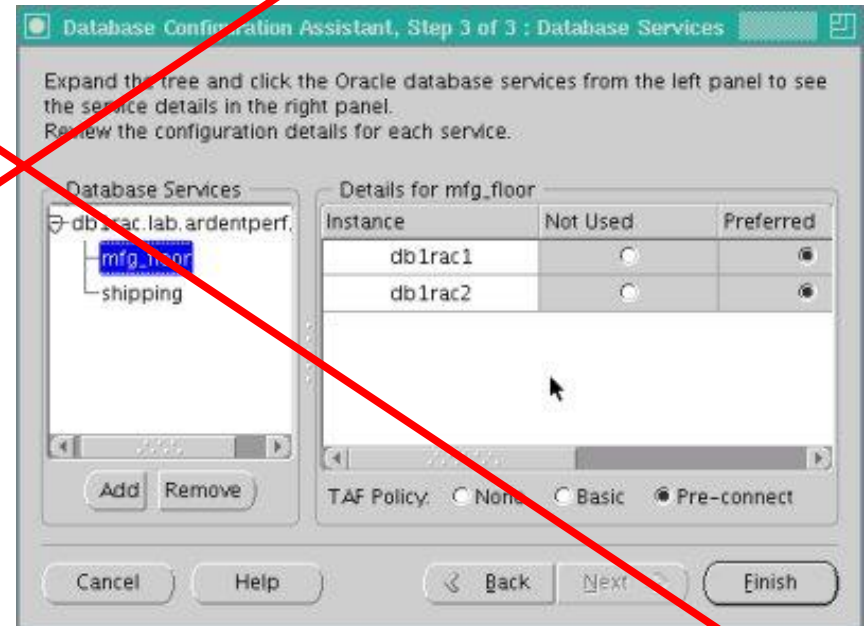 Database Configuration Assistant, Step 3 of 3 : Database Services
Expand the tree and click the Oracle database services from the left panel to see
the service details in the right panel.
Review the configuration details for each service.
Database Services
db1rac.lab.ardentperf.
mfg_floor
shipping
Add Remove
Details for mfg_floor
Instance Not Used Preferred
db1rac1
db1rac2
TAF Policy: None Basic Pre-connect
Cancel Help Back Next Finish